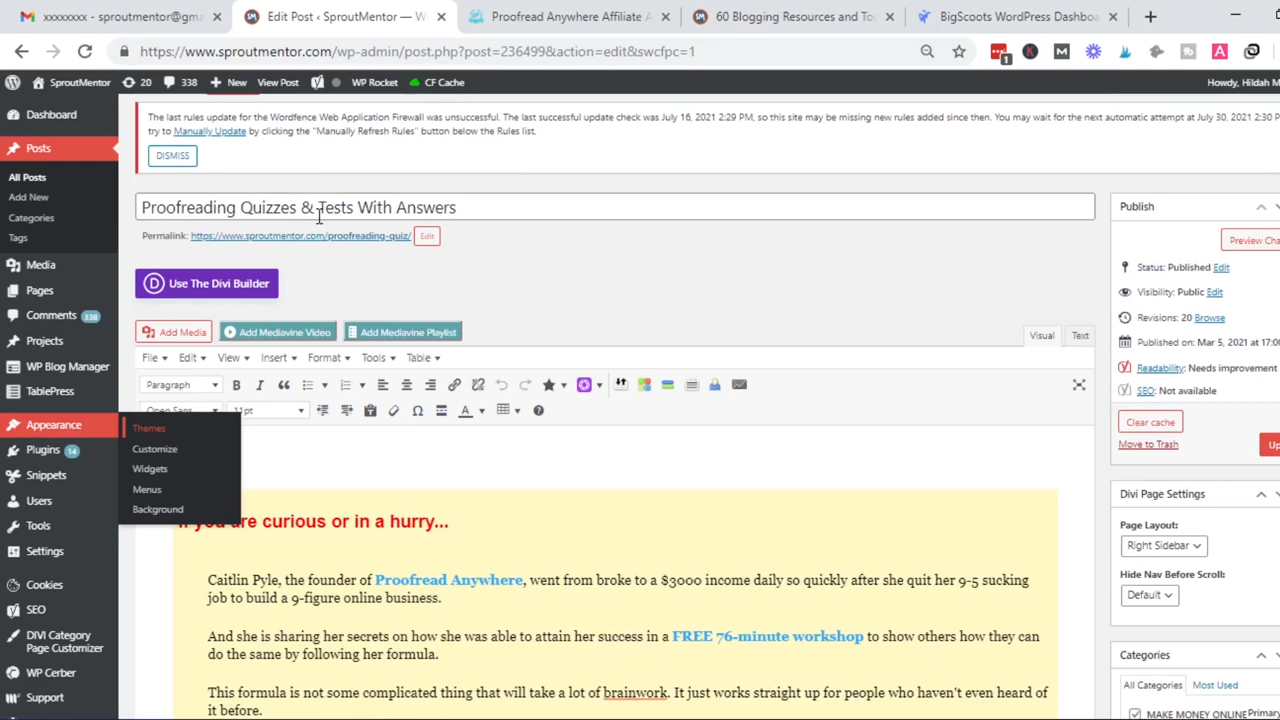 xxxxxxxx - sproutmentor@gma
Edit Post ‹ SproutMentor — W
Proofread Anywhere Affiliate A
60 Blogging Resources and Too
BigScoots WordPress Dashboa
https://www.sproutmentor.com/wp-admin/post.php?post=236499&action=edit&swcfpc=1
SproutMentor
20
338
New
View Post
WP Rocket
CF Cache
Howdy, Hildah M
Dashboard
Posts
All Posts
Add New
Categories
Tags
Media
Pages
Comments 338
Projects
WP Blog Manager
TablePress
Appearance
Plugins 14
Snippets
Users
Tools
Settings
Cookies
SEO
DIVI Category
Page Customizer
WP Cerber
Support
Themes
Customize
Widgets
Menus
Background
The last rules update for the Wordfence Web Application Firewall was unsuccessful. The last successful update check was July 16, 2021 2:29 PM, so this site may be missing new rules added since then. You may wait for the next automatic attempt at July 30, 2021 2:30 P
try to Manually Update by clicking the "Manually Refresh Rules" button below the Rules list.
DISMISS
Proofreading Quizzes & Tests With Answers
Permalink: https://www.sproutmentor.com/proofreading-quiz/ Edit
D Use The Divi Builder
Add Media
Add Mediavine Video
Add Mediavine Playlist
Visual
Text
File
Edit
View
Insert
Format
Tools
Table
Paragraph
Open Sans
11pt
If you are curious or in a hurry...
Caitlin Pyle, the founder of Proofread Anywhere, went from broke to a $3000 income daily so quickly after she quit her 9-5 sucking
job to build a 9-figure online business.
And she is sharing her secrets on how she was able to attain her success in a FREE 76-minute workshop to show others how they can
do the same by following her formula.
This formula is not some complicated thing that will take a lot of brainwork. It just works straight up for people who haven't even heard of
it before.
Publish
Preview Cha
Status: Published Edit
Visibility: Public Edit
Revisions: 20 Browse
Published on: Mar 5, 2021 at 17:00
Readability: Needs improvement
SEO: Not available
Clear cache
Move to Trash
Up
Divi Page Settings
Page Layout:
Right Sidebar
Hide Nav Before Scroll:
Default
Categories
All Categories
Most Used
MAKE MONEY ONLINE Primary